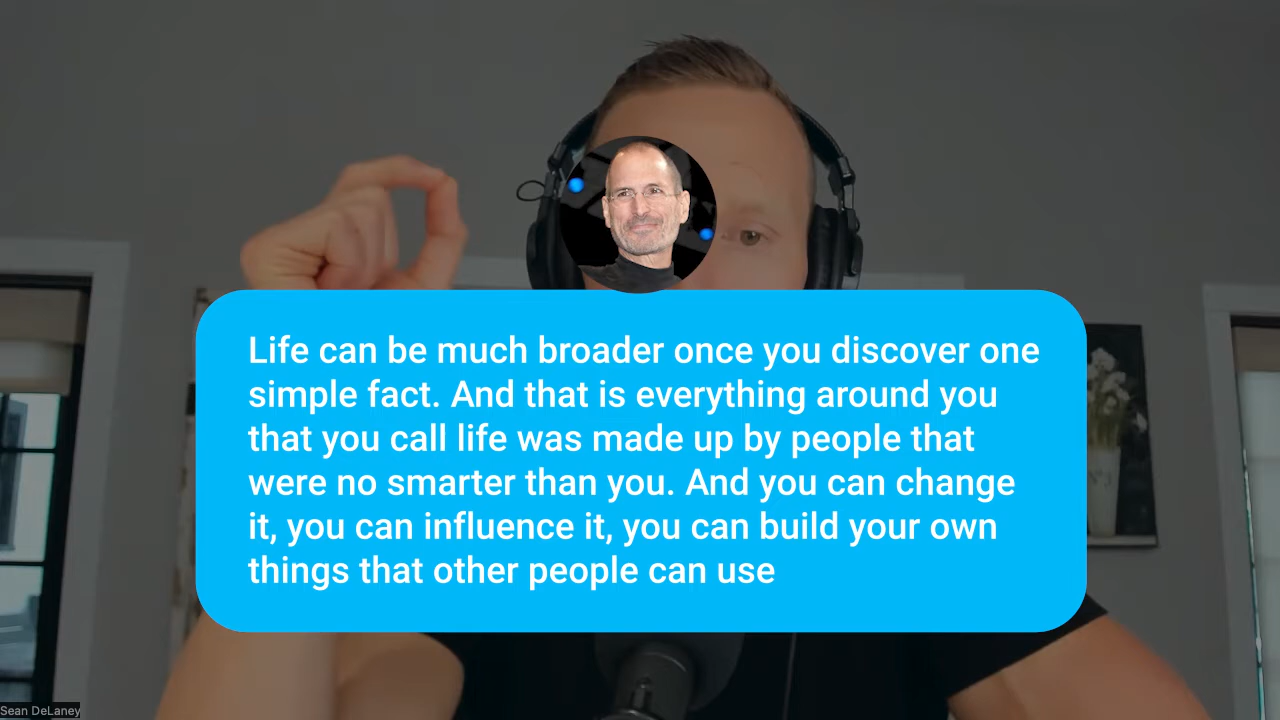 Life can be much broader once you discover one
simple fact. And that is everything around you
that you call life was made up by people that
were no smarter than you. And you can change
it, you can influence it, you can build your own
things that other people can use
Sean DeLaney